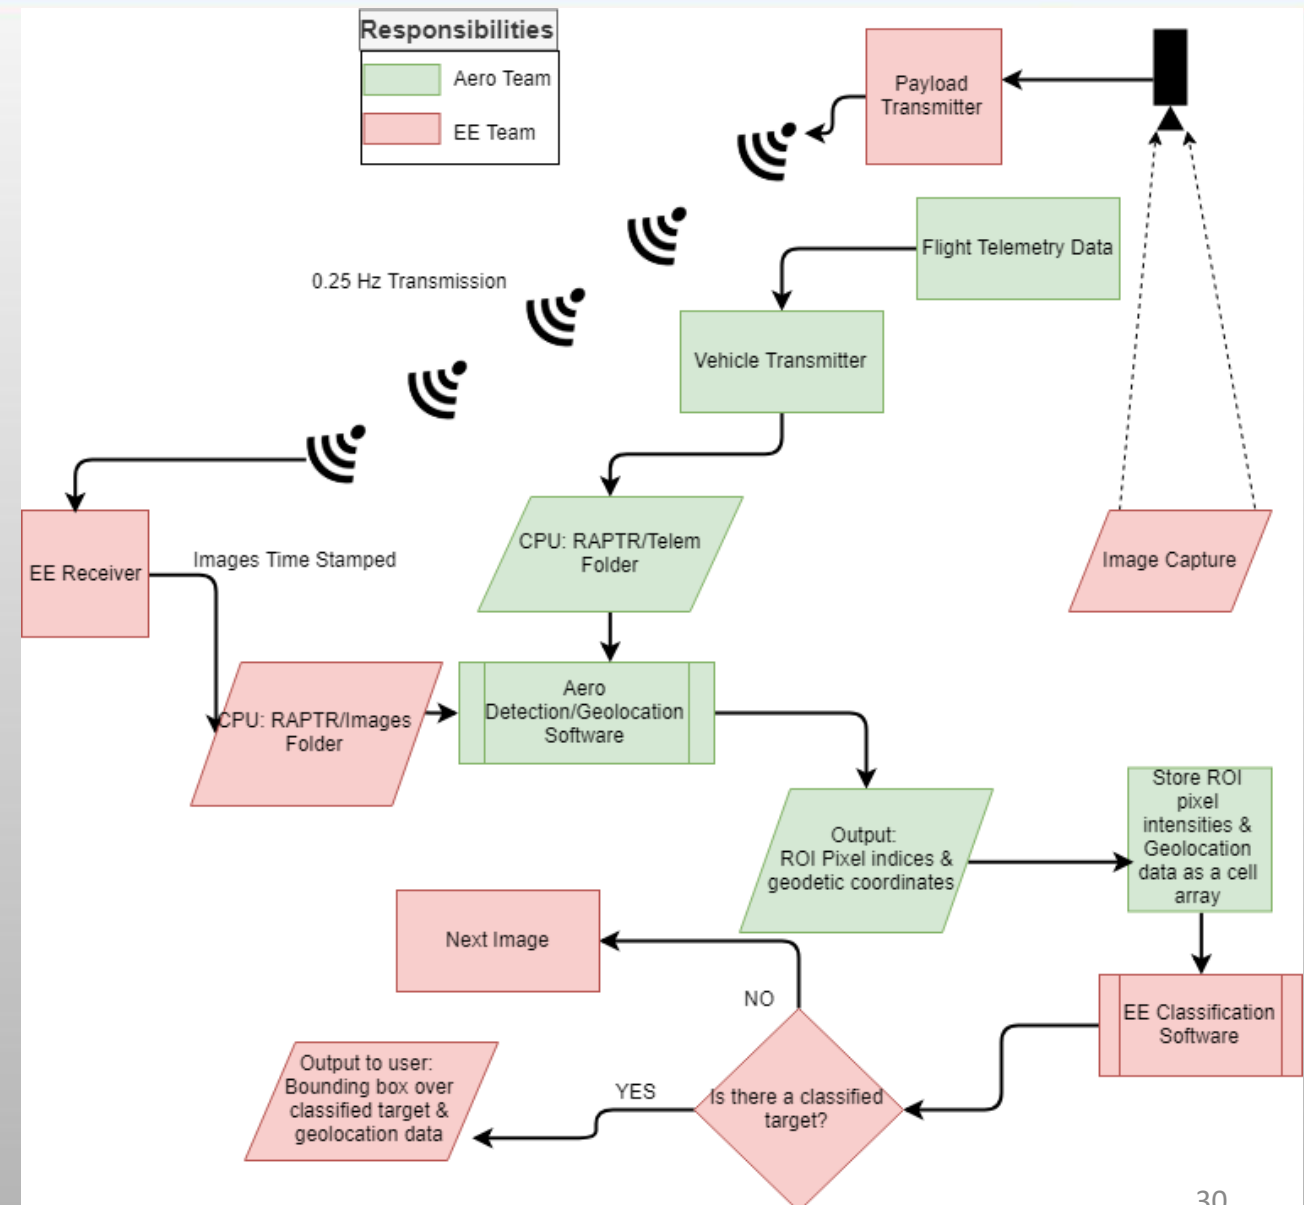 Responsibilities
Aero Team
EE Team
Payload
Transmitter
Flight Telemetry Data
0.25 Hz Transmission
Vehicle Transmitter
EE Receiver
Images Time Stamped
CPU: RAPTR/Telem
Folder
Image Capture
CPU: RAPTR/Images
Folder
Aero
Detection/Geolocation
Software
Output:
ROI Pixel indices &
geodetic coordinates
Store ROI
pixel
intensities &
Geolocation
data as a cell
array
Next Image
NO
EE Classification
Software
Is there a classified
target?
YES
Output to user:
Bounding box over
classified target &
geolocation data
30